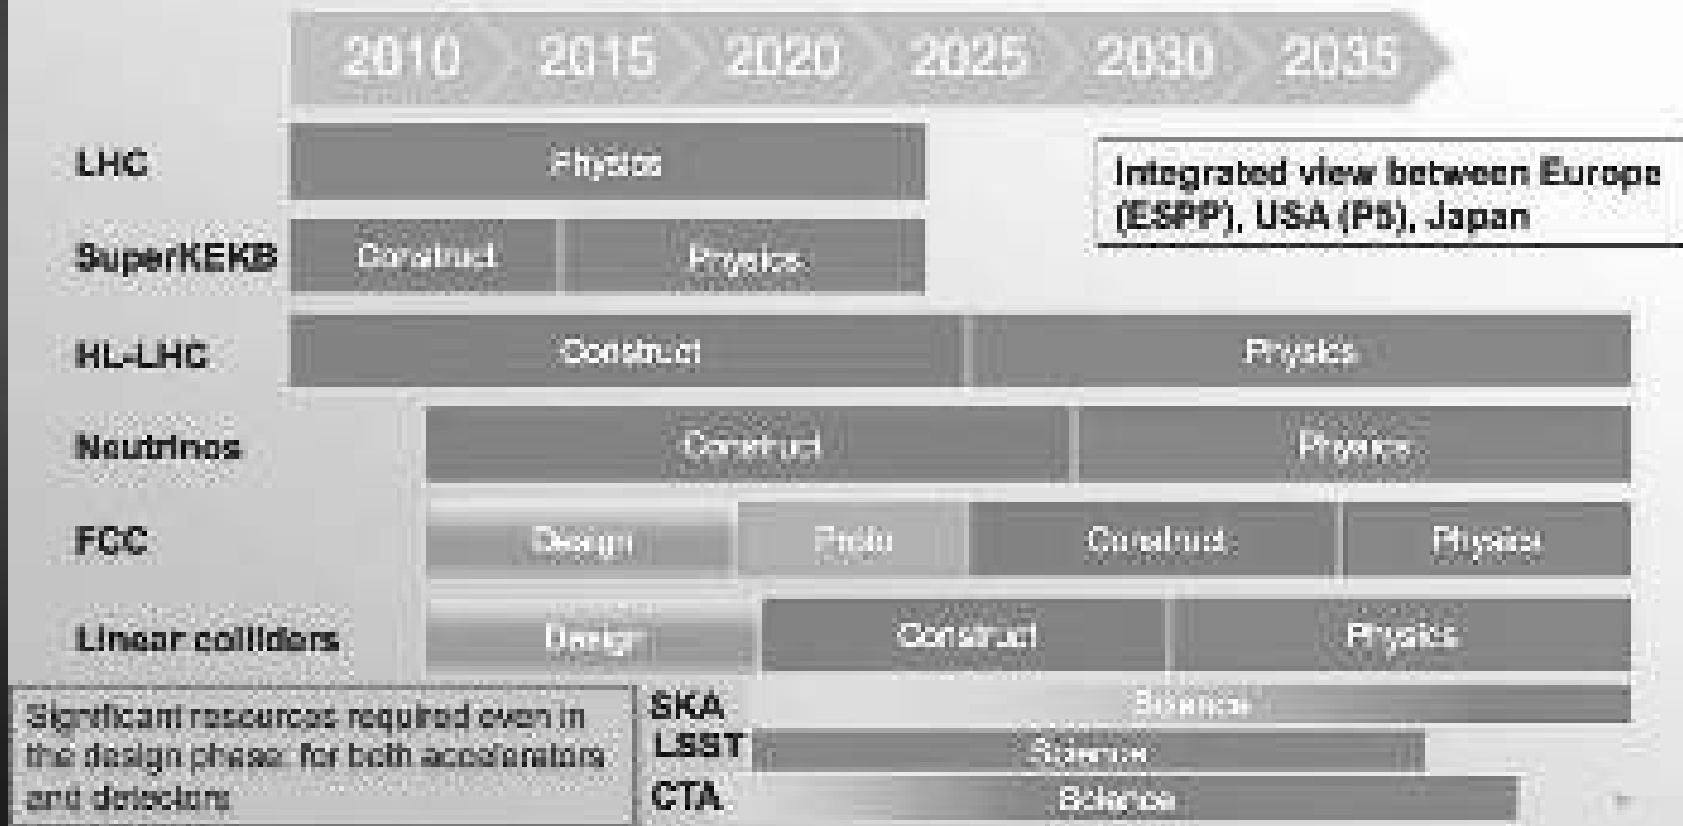 2010 2015 2020 2025 2030 2035
LHC Physics
Integrated view between Europe
(ESPP), USA (P5), Japan
SuperKEKB Construct Physics
HL-LHC Construct Physics
Neutrinos Construct Physics
FCC Design Proto Construct Physics
Linear colliders Design Construct Physics
Significant resources required even in
the design phase: for both accelerators
and detectors
SKA Science
LSST Science
CTA Science